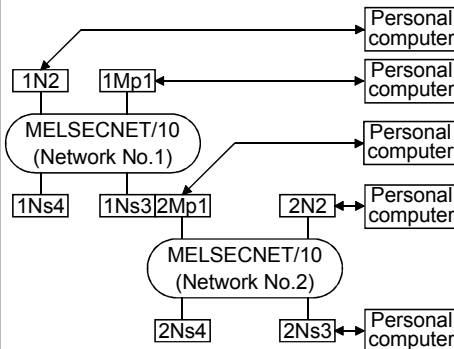 Personal
computer
1N2
1Mp1
Personal
computer
MELSECNET/10
(Network No.1)
Personal
computer
1Ns4
1Ns3
2Mp1
2N2
Personal
computer
MELSECNET/10
(Network No.2)
2Ns4
2Ns3
Personal
computer